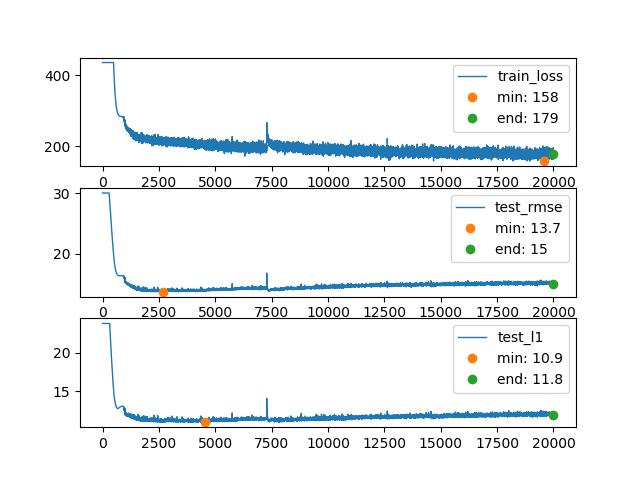 400
200
train_loss
min: 158
end: 179
0 2500 5000 7500 10000 12500 15000 17500 20000
30
20
test_rmse
min: 13.7
end: 15
0 2500 5000 7500 10000 12500 15000 17500 20000
20
15
test_l1
min: 10.9
end: 11.8
0 2500 5000 7500 10000 12500 15000 17500 20000